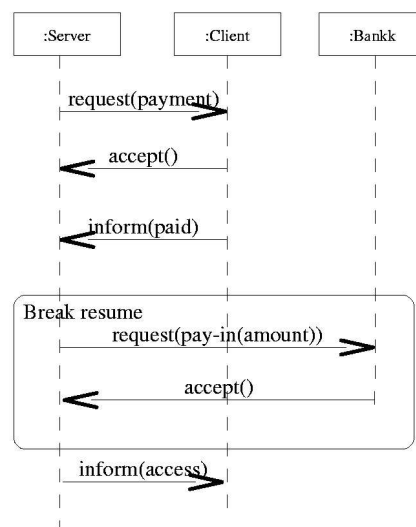 :Server :Client :Bankk
request(payment)
accept()
inform(paid)
Break resume
request(pay-in(amount))
accept()
inform(access)